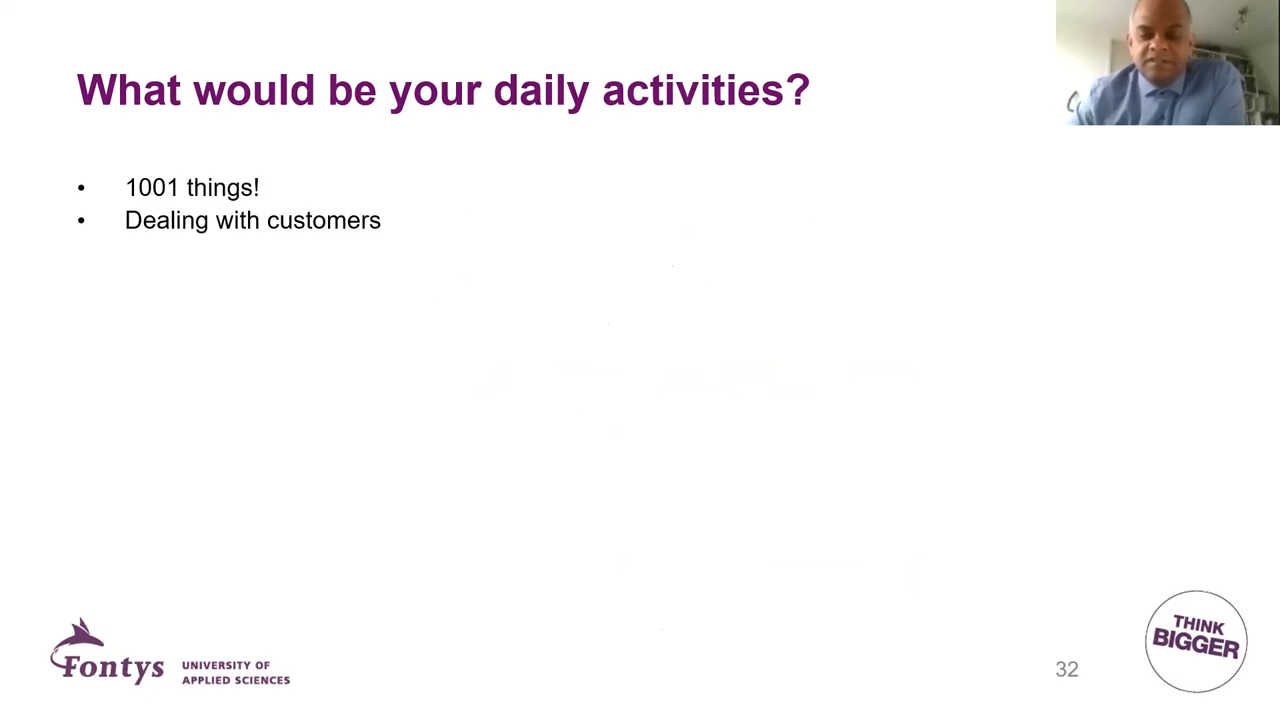 What would be your daily activities?
• 1001 things!
• Dealing with customers
Fontys UNIVERSITY OF
APPLIED SCIENCES
32
THINK
BIGGER